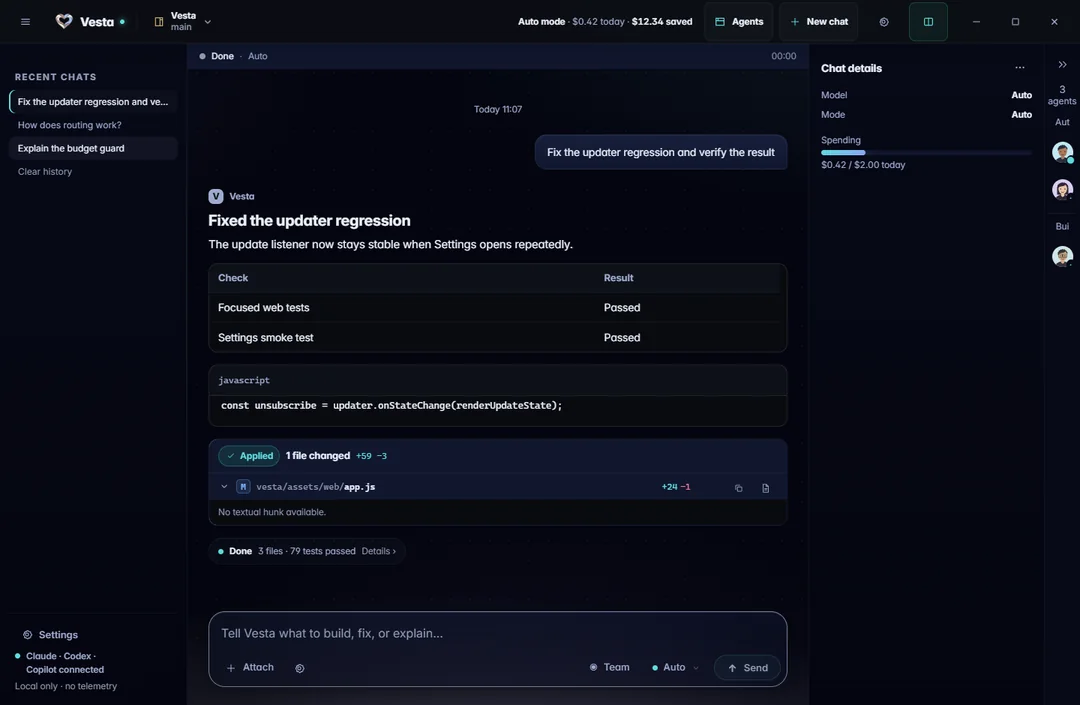 Vesta
Vesta
main
Auto mode · $0.42 today · $12.34 saved
Agents
New chat
RECENT CHATS
Fix the updater regression and ve...
How does routing work?
Explain the budget guard
Clear history
Settings
Claude · Codex ·
Copilot connected
Local only · no telemetry
Done · Auto
00:00
Today 11:07
Fix the updater regression and verify the result
V Vesta
Fixed the updater regression
The update listener now stays stable when Settings opens repeatedly.
Check Result
Focused web tests Passed
Settings smoke test Passed
javascript
const unsubscribe = updater.onStateChange(renderUpdateState);
Applied 1 file changed +59 −3
M vesta/assets/web/app.js +24 −1
No textual hunk available.
Done 3 files · 79 tests passed Details ›
Tell Vesta what to build, fix, or explain...
Attach
Team
Auto
Send
Chat details
Model Auto
Mode Auto
Spending
$0.42 / $2.00 today
3
agents
Aut
Bui